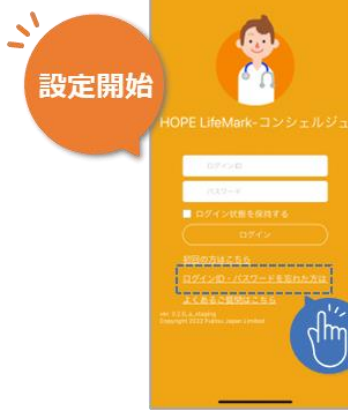 設定開始
HOPE LifeMark-コンシェルジュ
ログインID
パスワード
ログイン状態を保持する
ログイン
初回の方はこちら
ログインID・パスワードを忘れた方は
よくあるご質問はこちら
Copyright 2023 Fujitsu Japan Limited